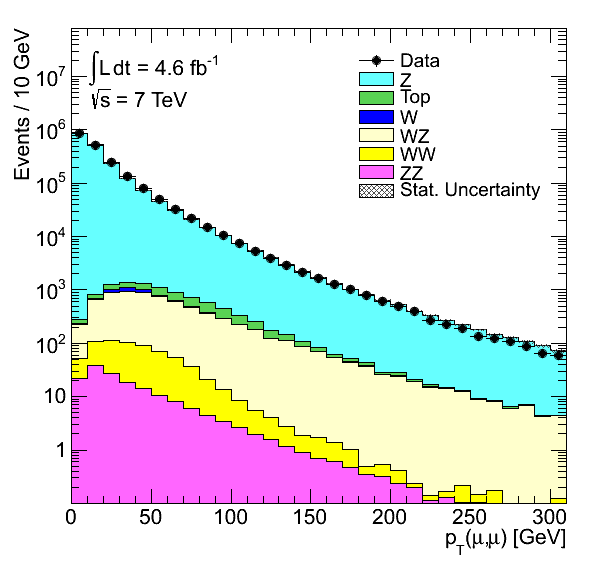 Events / 10 GeV
∫Ldt = 4.6 fb⁻¹
√s = 7 TeV
Data
Z
Top
W
WZ
WW
ZZ
Stat. Uncertainty
10⁷
10⁶
10⁵
10⁴
10³
10²
10
1
0 50 100 150 200 250 300
p_T(μ,μ) [GeV]